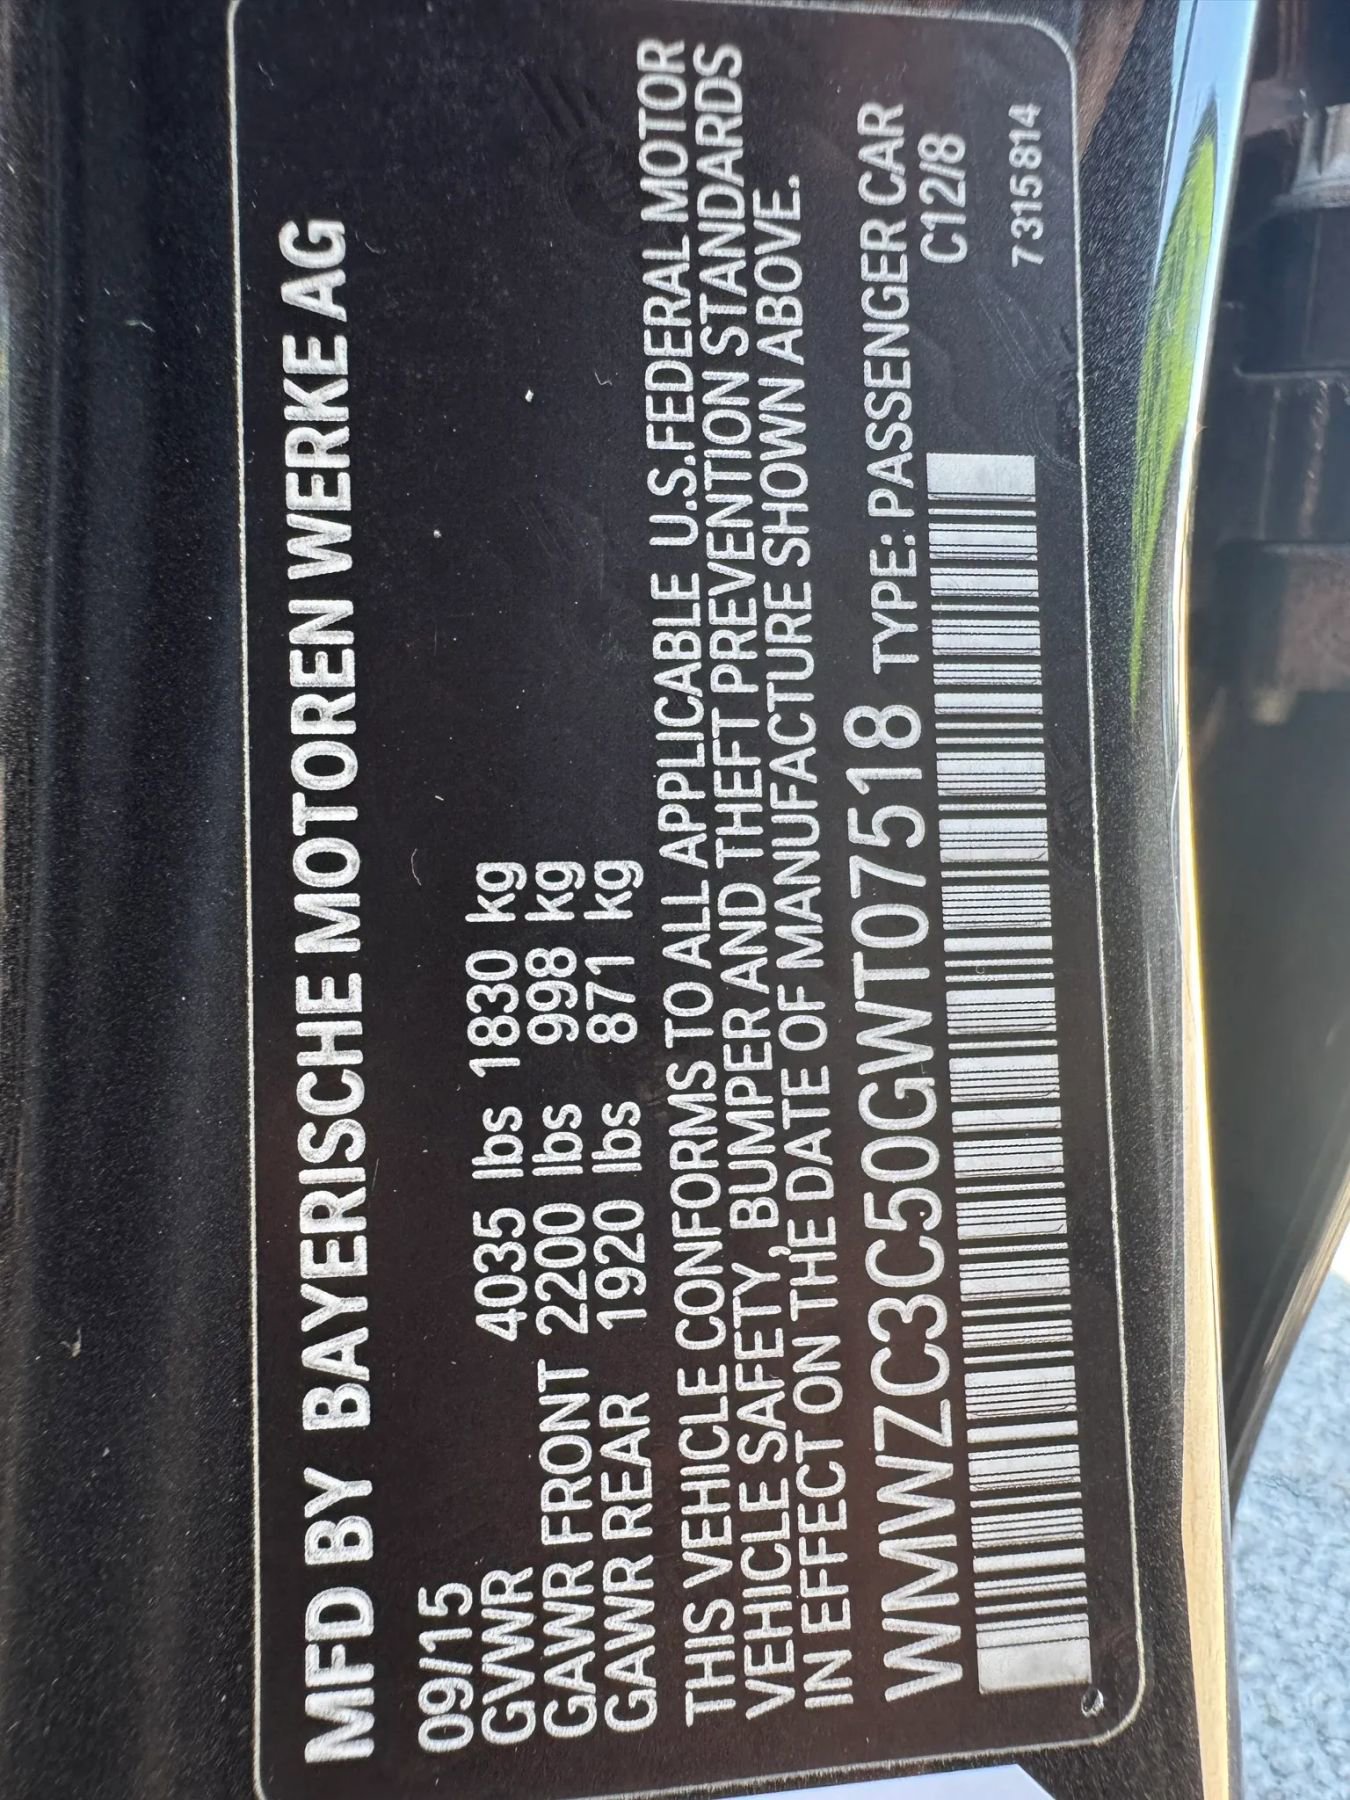 MFD BY BAYERISCHE MOTOREN WERKE AG
09/15
GVWR 4035 lbs 1830 kg
GAWR FRONT 2200 lbs 998 kg
GAWR REAR 1920 lbs 871 kg
THIS VEHICLE CONFORMS TO ALL APPLICABLE U.S.FEDERAL MOTOR
VEHICLE SAFETY, BUMPER AND THEFT PREVENTION STANDARDS
IN EFFECT ON THE DATE OF MANUFACTURE SHOWN ABOVE.
WMWZC3C50GWT07518 TYPE: PASSENGER CAR
C12/8
7315814